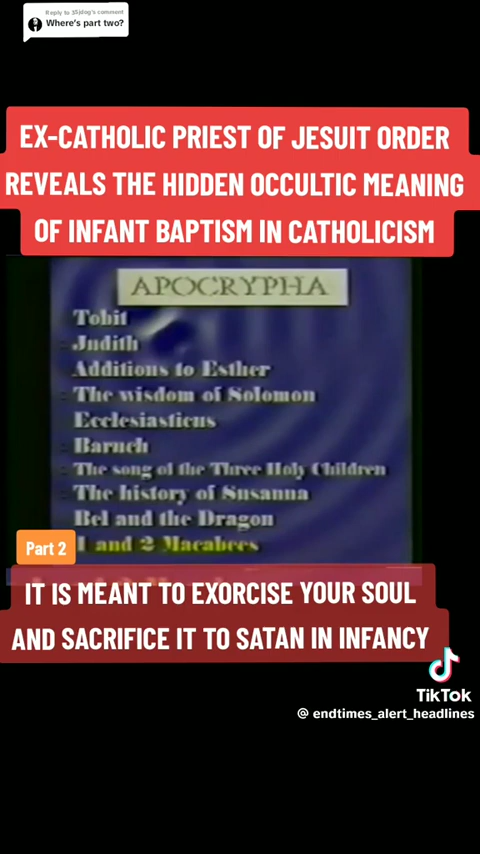 Reply to 35jdog's comment
Where's part two?
EX-CATHOLIC PRIEST OF JESUIT ORDER
REVEALS THE HIDDEN OCCULTIC MEANING
OF INFANT BAPTISM IN CATHOLICISM
APOCRYPHA
Tobit
Judith
Additions to Esther
The wisdom of Solomon
Ecclesiasticus
Baruch
The song of the Three Holy Children
The history of Susanna
Bel and the Dragon
1 and 2 Macabees
Part 2
IT IS MEANT TO EXORCISE YOUR SOUL
AND SACRIFICE IT TO SATAN IN INFANCY
TikTok
@ endtimes_alert_headlines